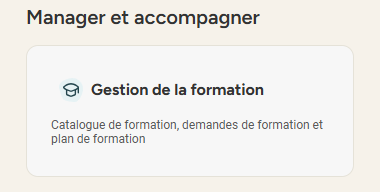 Manager et accompagner
Gestion de la formation
Catalogue de formation, demandes de formation et
plan de formation